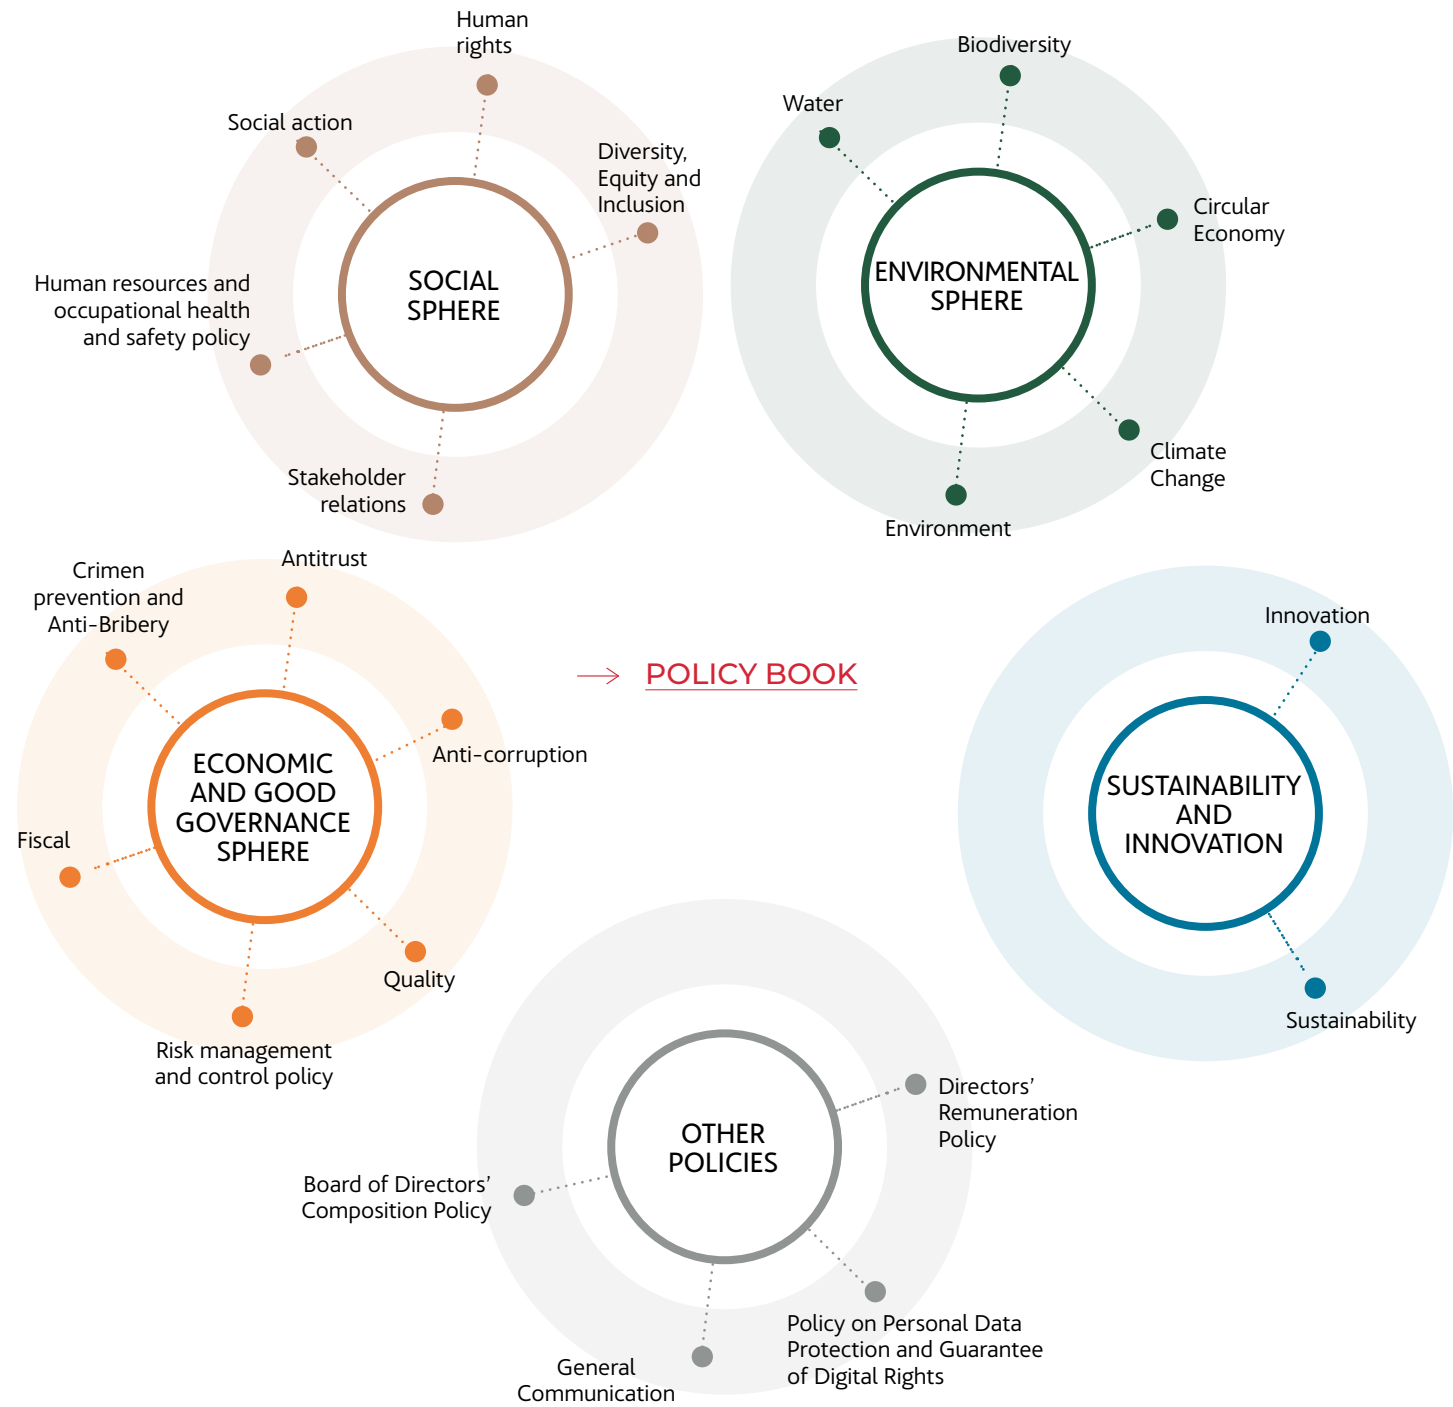 Human
rights
Social action
Diversity,
Equity and
Inclusion
Human resources and
occupational health
and safety policy
SOCIAL
SPHERE
Stakeholder
relations
Biodiversity
Water
Circular
Economy
ENVIRONMENTAL
SPHERE
Climate
Change
Environment
Antitrust
Crimen
prevention and
Anti-Bribery
Anti-corruption
ECONOMIC
AND GOOD
GOVERNANCE
SPHERE
Fiscal
Quality
Risk management
and control policy
→ POLICY BOOK
Innovation
SUSTAINABILITY
AND
INNOVATION
Sustainability
Directors’
Remuneration
Policy
OTHER
POLICIES
Board of Directors’
Composition Policy
Policy on Personal Data
Protection and Guarantee
of Digital Rights
General
Communication